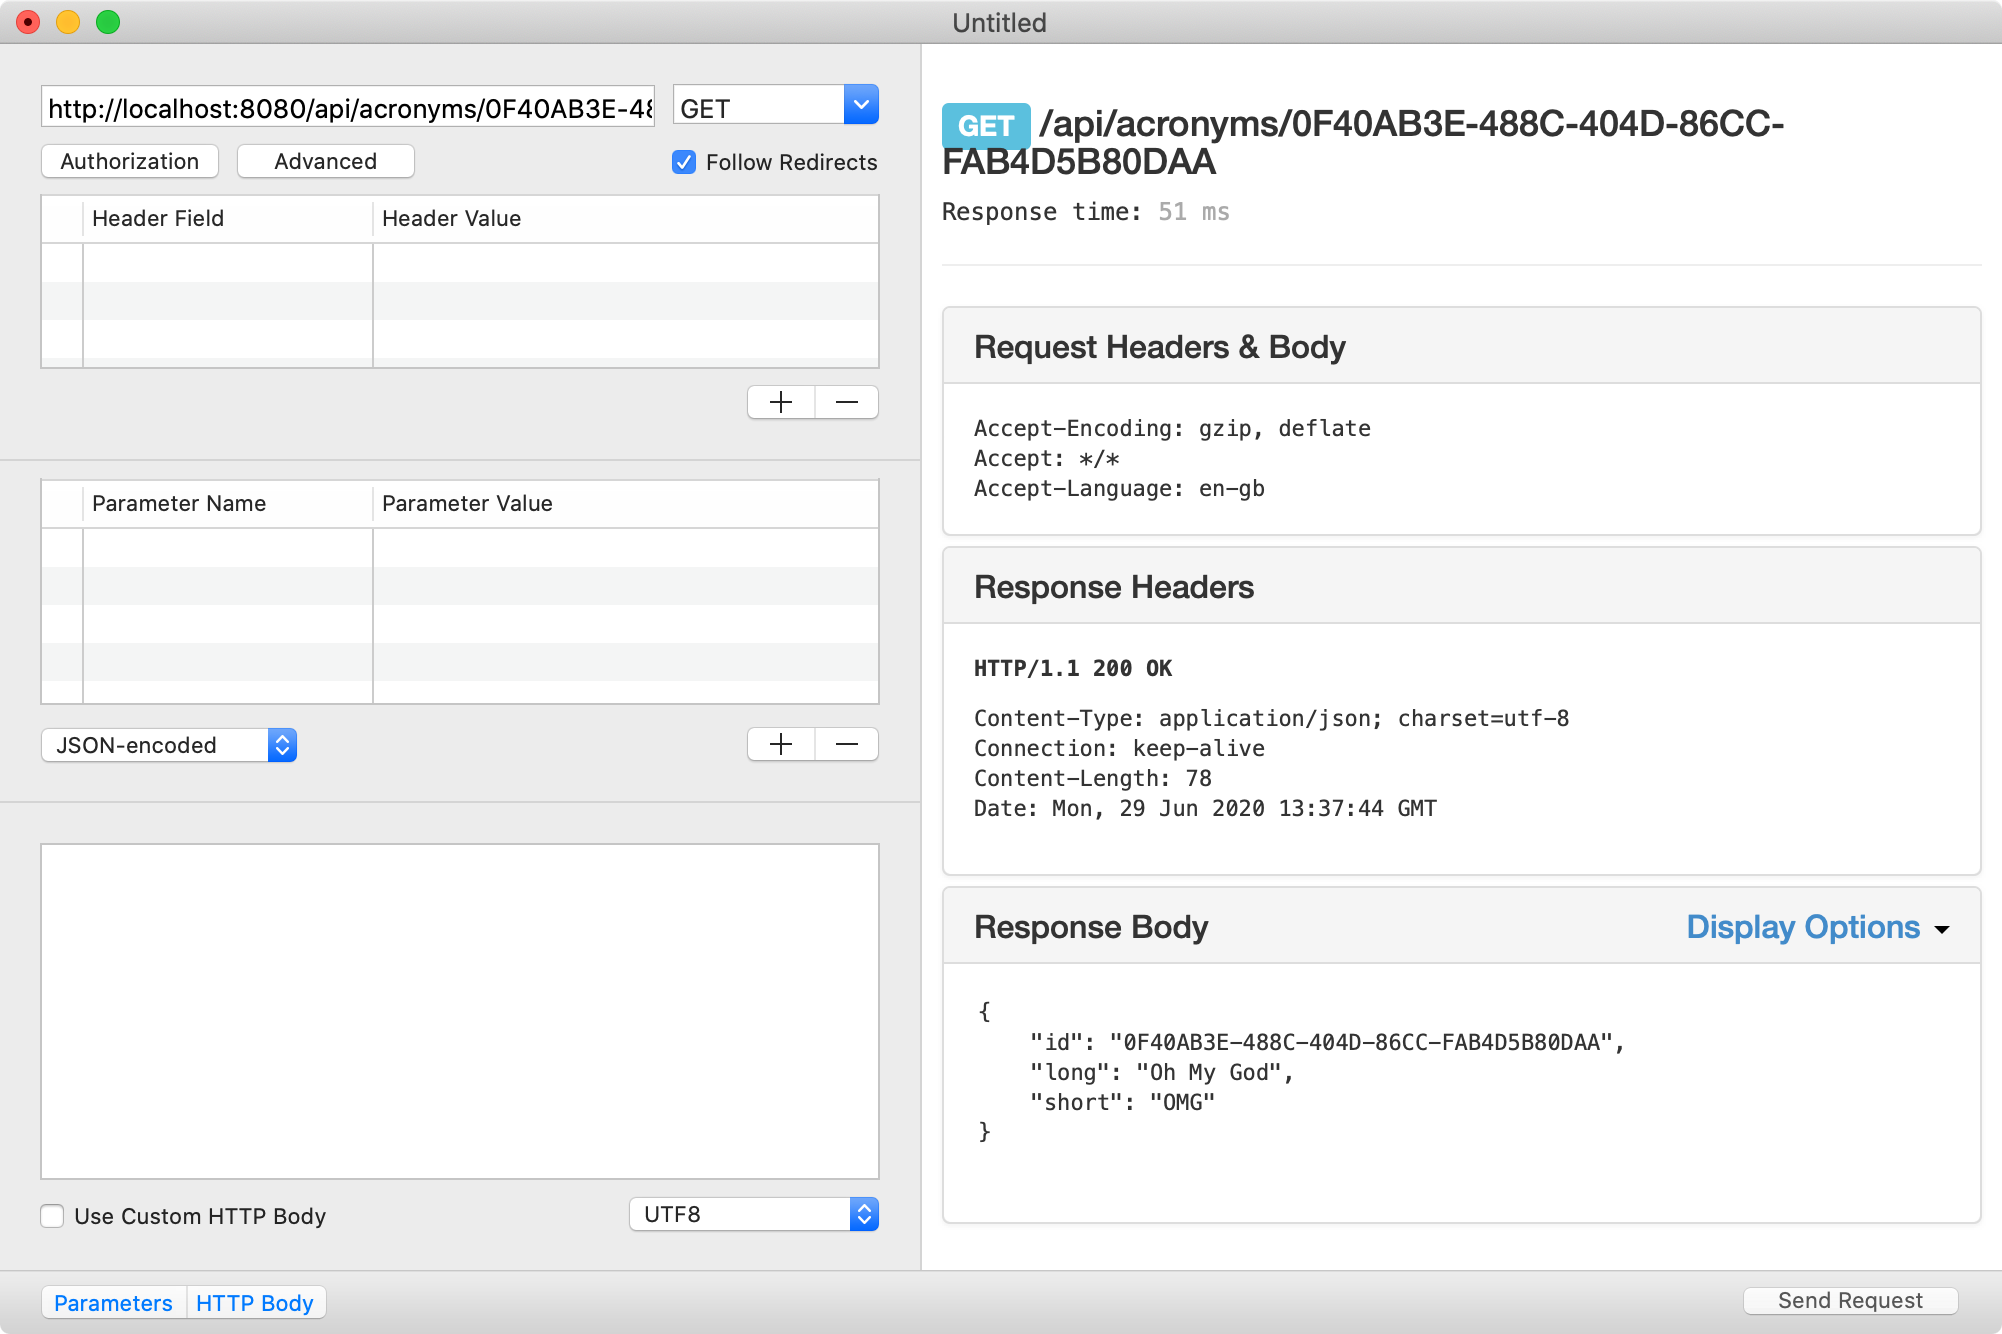 Untitled
http://localhost:8080/api/acronyms/0F40AB3E-48
GET
Authorization
Advanced
Follow Redirects
Header Field
Header Value
Parameter Name
Parameter Value
JSON-encoded
Use Custom HTTP Body
UTF8
Parameters
HTTP Body
GET /api/acronyms/0F40AB3E-488C-404D-86CC-
FAB4D5B80DAA
Response time: 51 ms
Request Headers & Body
Accept-Encoding: gzip, deflate
Accept: */*
Accept-Language: en-gb
Response Headers
HTTP/1.1 200 OK
Content-Type: application/json; charset=utf-8
Connection: keep-alive
Content-Length: 78
Date: Mon, 29 Jun 2020 13:37:44 GMT
Response Body
Display Options
{
    "id": "0F40AB3E-488C-404D-86CC-FAB4D5B80DAA",
    "long": "Oh My God",
    "short": "OMG"
}
Send Request